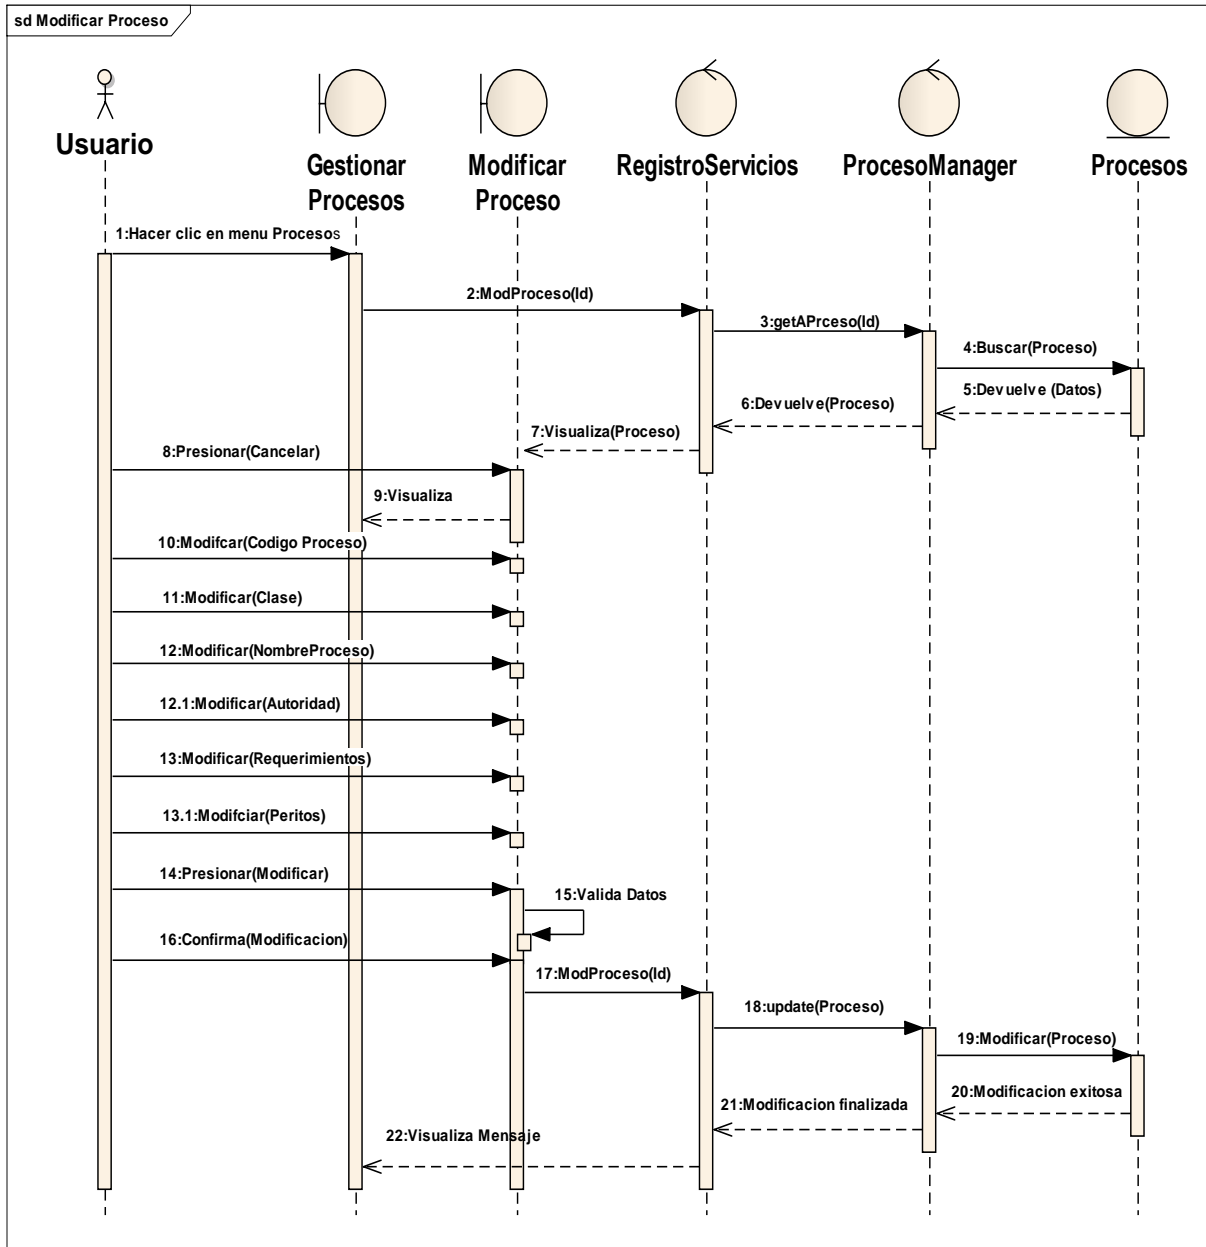 sd Modificar Proceso
Usuario
Gestionar
Procesos
Modificar
Proceso
RegistroServicios
ProcesoManager
Procesos
1:Hacer clic en menu Procesos
2:ModProceso(Id)
3:getAPrceso(Id)
4:Buscar(Proceso)
5:Devuelve (Datos)
6:Devuelve(Proceso)
7:Visualiza(Proceso)
8:Presionar(Cancelar)
9:Visualiza
10:Modifcar(Codigo Proceso)
11:Modificar(Clase)
12:Modificar(NombreProceso)
12.1:Modificar(Autoridad)
13:Modificar(Requerimientos)
13.1:Modifciar(Peritos)
14:Presionar(Modificar)
15:Valida Datos
16:Confirma(Modificacion)
17:ModProceso(Id)
18:update(Proceso)
19:Modificar(Proceso)
20:Modificacion exitosa
21:Modificacion finalizada
22:Visualiza Mensaje